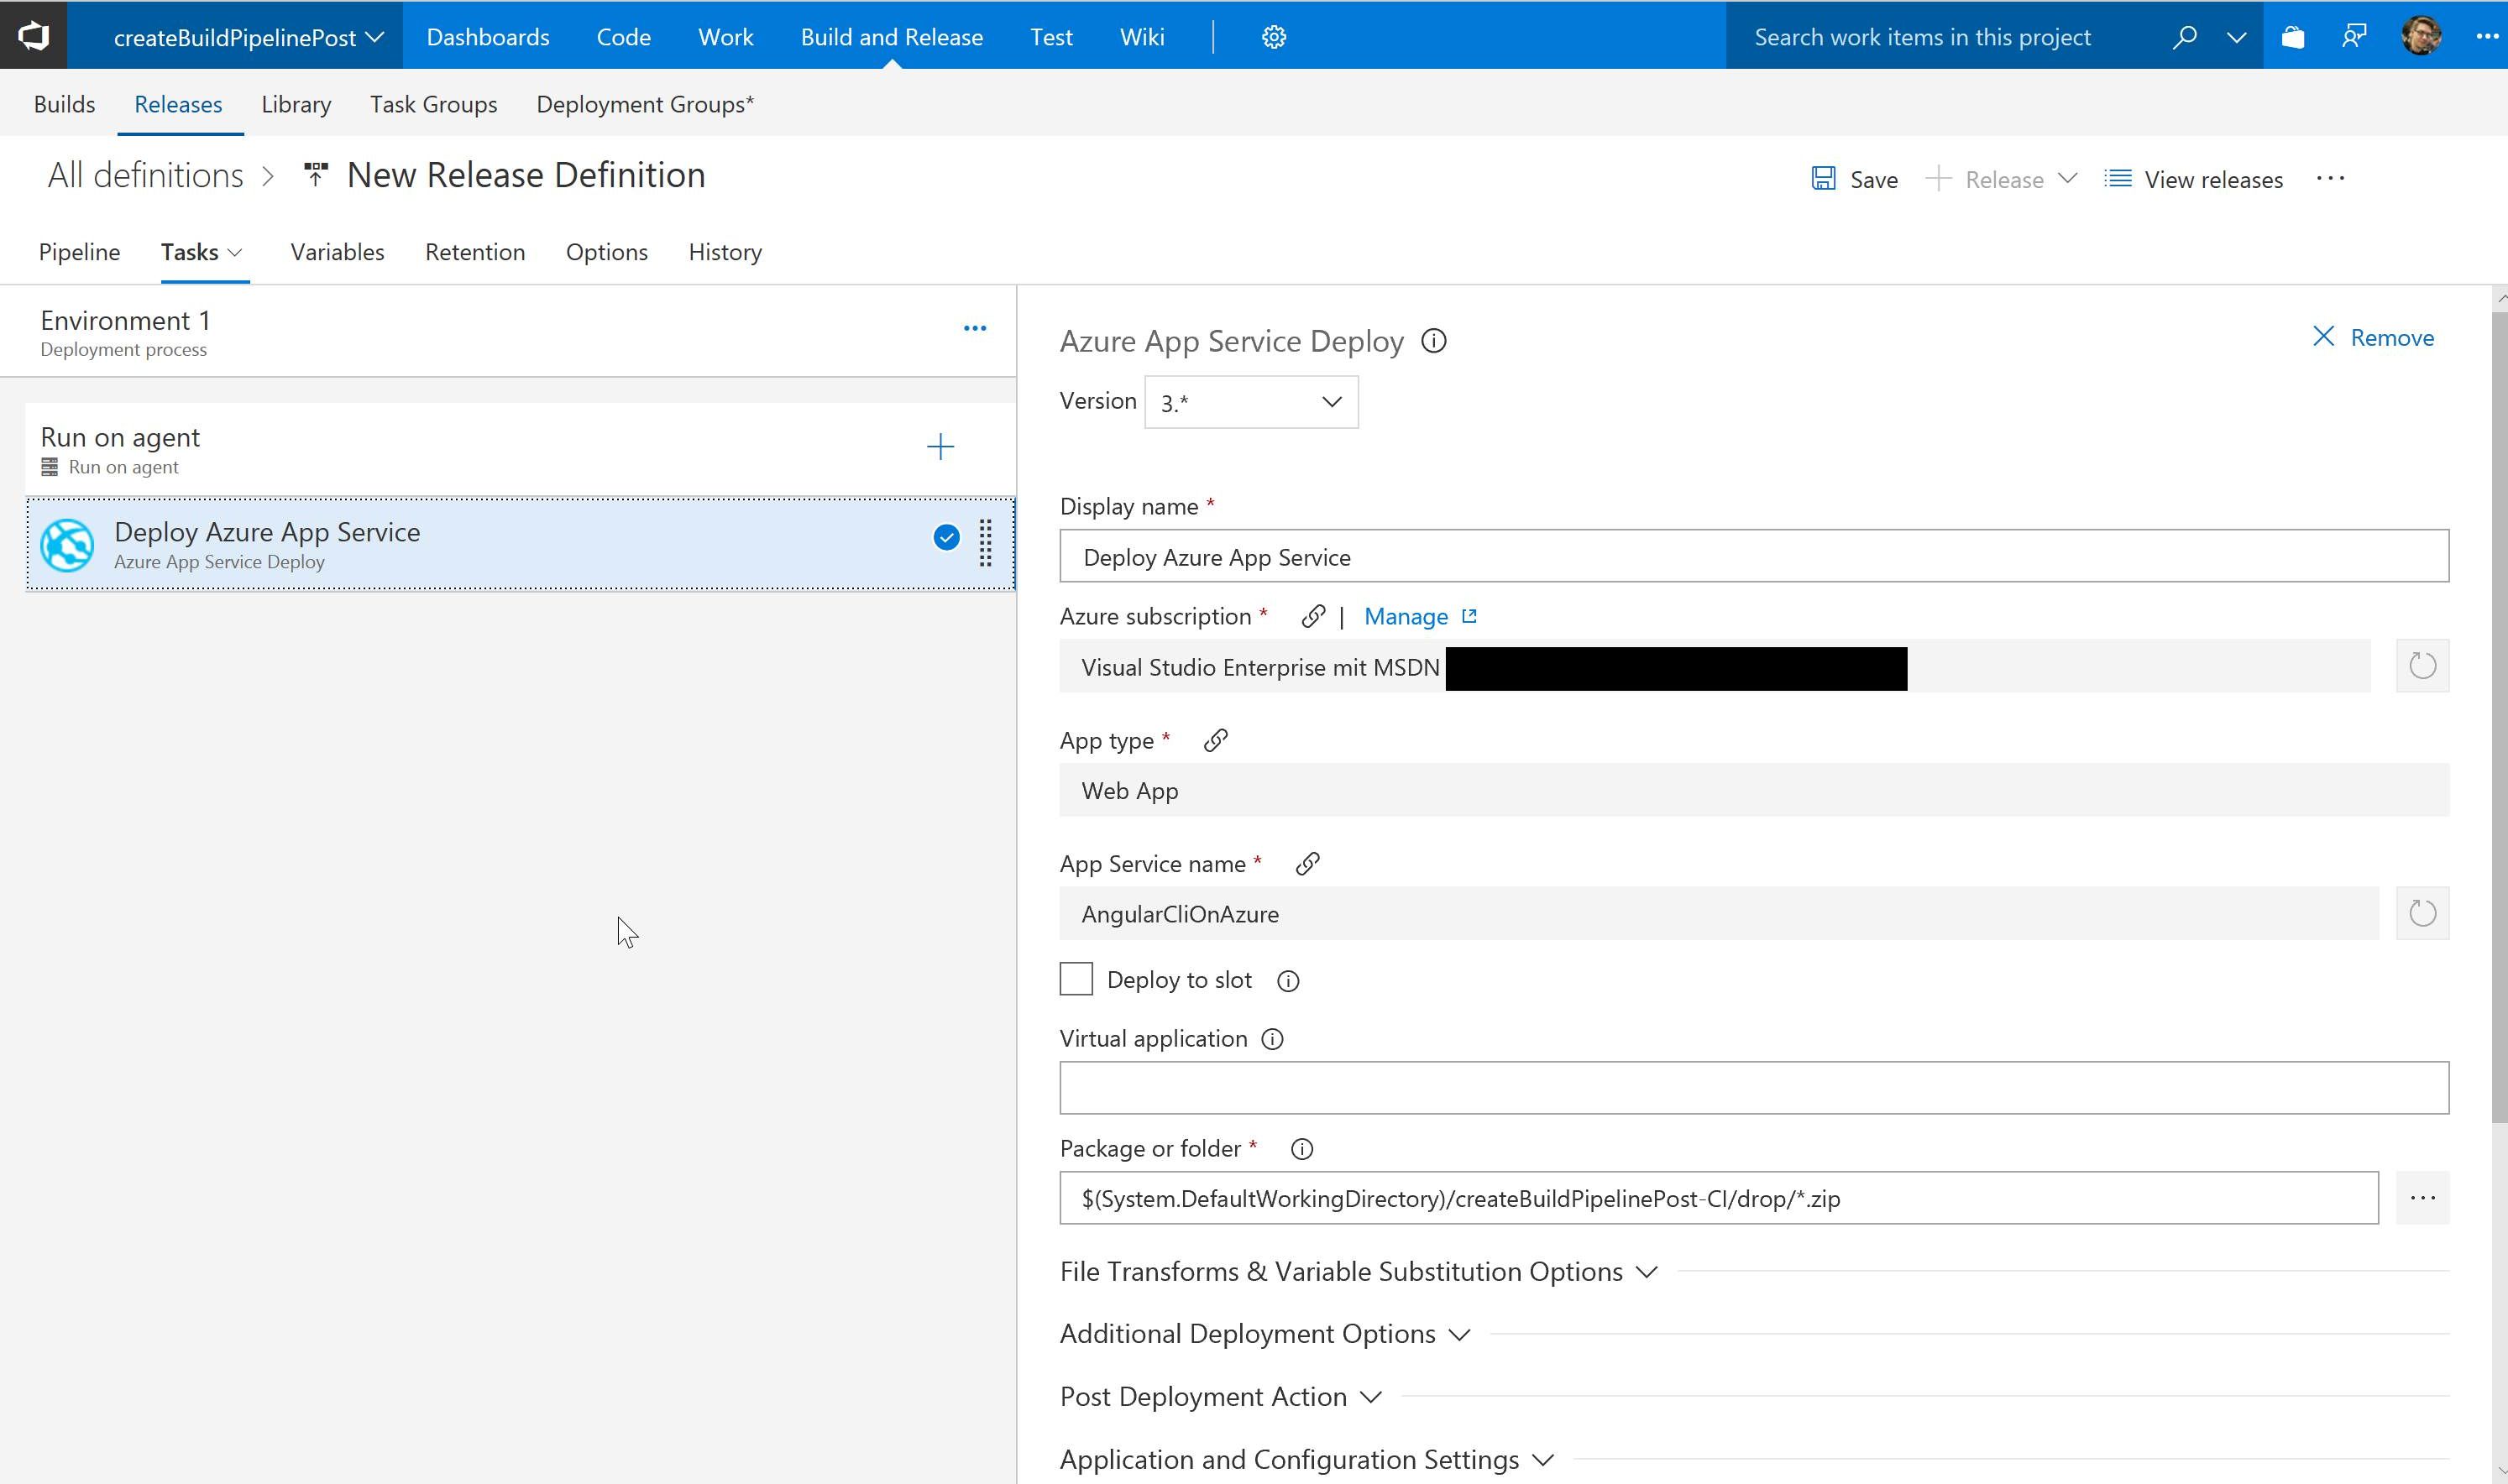 createBuildPipelinePost Dashboards Code Work Build and Release Test Wiki Search work items in this project
Builds Releases Library Task Groups Deployment Groups*
All definitions > New Release Definition Save Release View releases
Pipeline Tasks Variables Retention Options History
Environment 1
Deployment process
Run on agent
Run on agent
Deploy Azure App Service
Azure App Service Deploy
Azure App Service Deploy Remove
Version 3.*
Display name *
Deploy Azure App Service
Azure subscription * | Manage
Visual Studio Enterprise mit MSDN
App type *
Web App
App Service name *
AngularCliOnAzure
Deploy to slot
Virtual application
Package or folder *
$(System.DefaultWorkingDirectory)/createBuildPipelinePost-CI/drop/*.zip
File Transforms & Variable Substitution Options
Additional Deployment Options
Post Deployment Action
Application and Configuration Settings